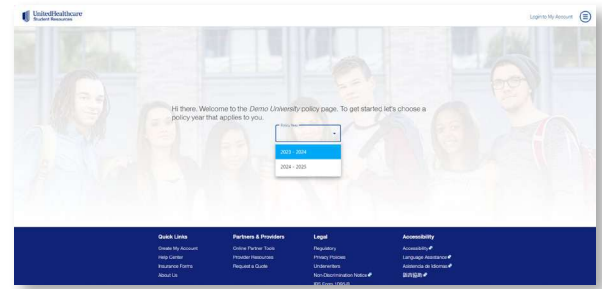 UnitedHealthcare
Student Resources
Login to My Account
Hi there. Welcome to the Demo University policy page. To get started let's choose a
policy year that applies to you.
Policy Year
2023 - 2024
2024 - 2025
Quick Links
Partners & Providers
Legal
Accessibility
Create My Account
Online Partner Tools
Regulatory
Accessibility
Help Center
Provider Resources
Privacy Policies
Language Assistance
Insurance Forms
Request a Quote
Underwriters
Asistencia de Idiomas
About Us
Non-Discrimination Notice
IRS Form 1095-B